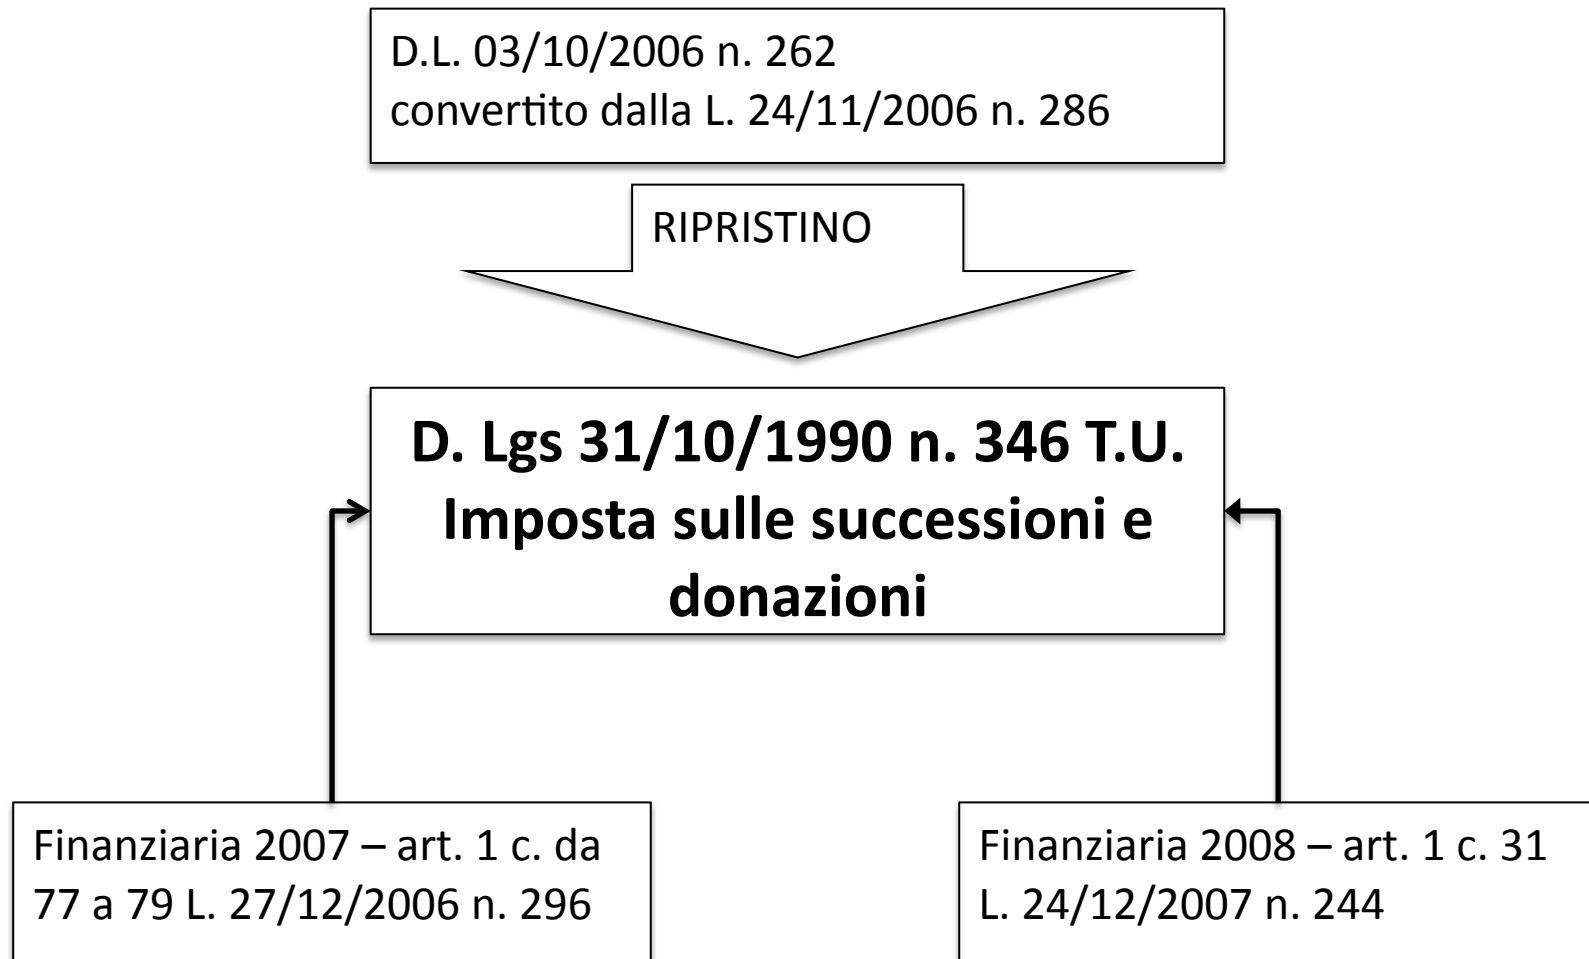 D.L. 03/10/2006 n. 262
convertito dalla L. 24/11/2006 n. 286
RIPRISTINO
D. Lgs 31/10/1990 n. 346 T.U.
Imposta sulle successioni e
donazioni
Finanziaria 2007 – art. 1 c. da
77 a 79 L. 27/12/2006 n. 296
Finanziaria 2008 – art. 1 c. 31
L. 24/12/2007 n. 244